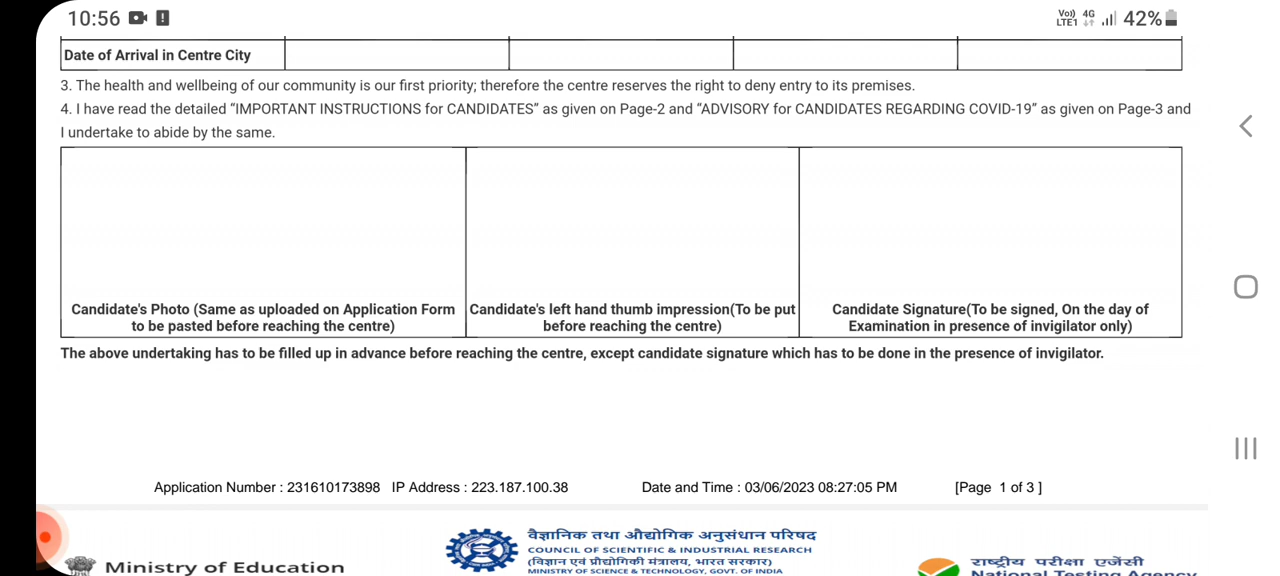 10:56
Vo)) 4G
LTE1
42%
Date of Arrival in Centre City
3. The health and wellbeing of our community is our first priority; therefore the centre reserves the right to deny entry to its premises.
4. I have read the detailed “IMPORTANT INSTRUCTIONS for CANDIDATES” as given on Page-2 and “ADVISORY for CANDIDATES REGARDING COVID-19” as given on Page-3 and
I undertake to abide by the same.
Candidate's Photo (Same as uploaded on Application Form
to be pasted before reaching the centre)
Candidate's left hand thumb impression(To be put
before reaching the centre)
Candidate Signature(To be signed, On the day of
Examination in presence of invigilator only)
The above undertaking has to be filled up in advance before reaching the centre, except candidate signature which has to be done in the presence of invigilator.
Application Number : 231610173898 IP Address : 223.187.100.38 Date and Time : 03/06/2023 08:27:05 PM [Page 1 of 3 ]
Ministry of Education
वैज्ञानिक तथा औद्योगिक अनुसंधान परिषद
COUNCIL OF SCIENTIFIC & INDUSTRIAL RESEARCH
(विज्ञान एवं प्रौद्योगिकी मंत्रालय, भारत सरकार)
MINISTRY OF SCIENCE & TECHNOLOGY, GOVT. OF INDIA
राष्ट्रीय परीक्षा एजेंसी
National Testing Agency